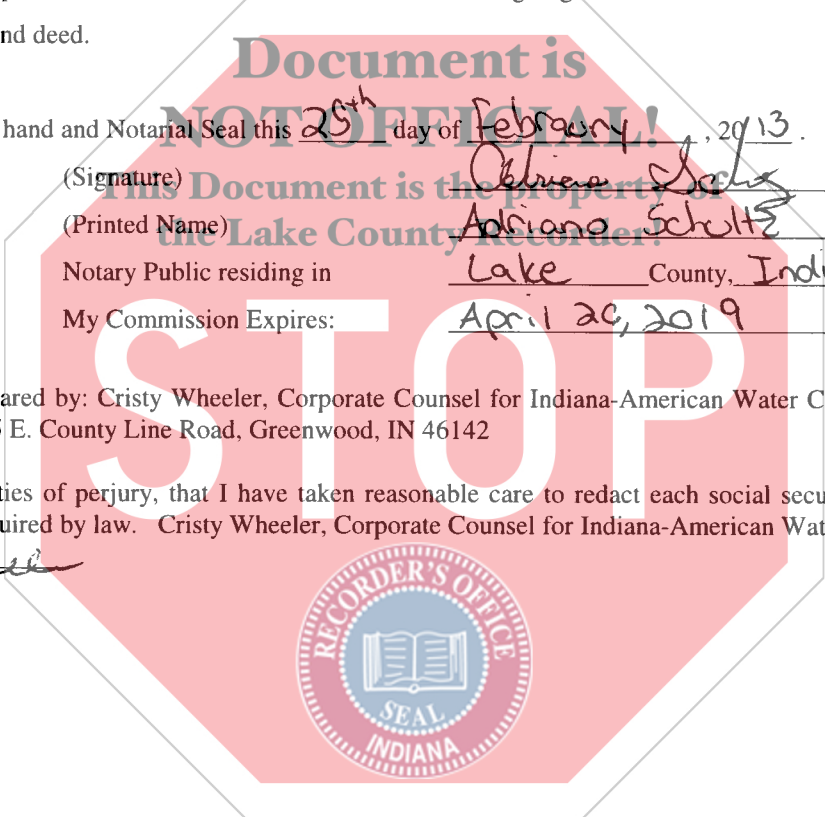 nd deed.
Document is
NOT OFFICIAL!
hand and Notarial Seal this 25th day of Febraury, 2013.
(Signature)
This Document is the property of
(Printed Name) Adriana Schultz
the Lake County Recorder!
Notary Public residing in Lake County, Indi
My Commission Expires: April 26, 2019
STOP
ared by: Cristy Wheeler, Corporate Counsel for Indiana-American Water C
E. County Line Road, Greenwood, IN 46142
ties of perjury, that I have taken reasonable care to redact each social secu
uired by law. Cristy Wheeler, Corporate Counsel for Indiana-American Wat
RECORDER'S OFFICE
SEAL
INDIANA